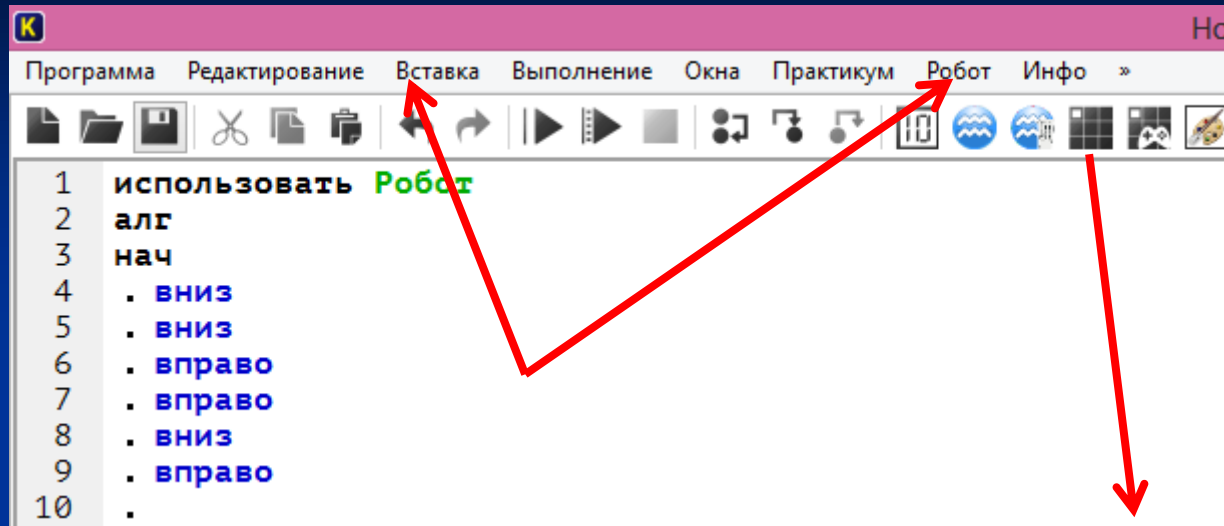 K
Но
Программа Редактирование Вставка Выполнение Окна Практикум Робот Инфо »
1 использовать Робот
2 алг
3 нач
4 . вниз
5 . вниз
6 . вправо
7 . вправо
8 . вниз
9 . вправо
10 .